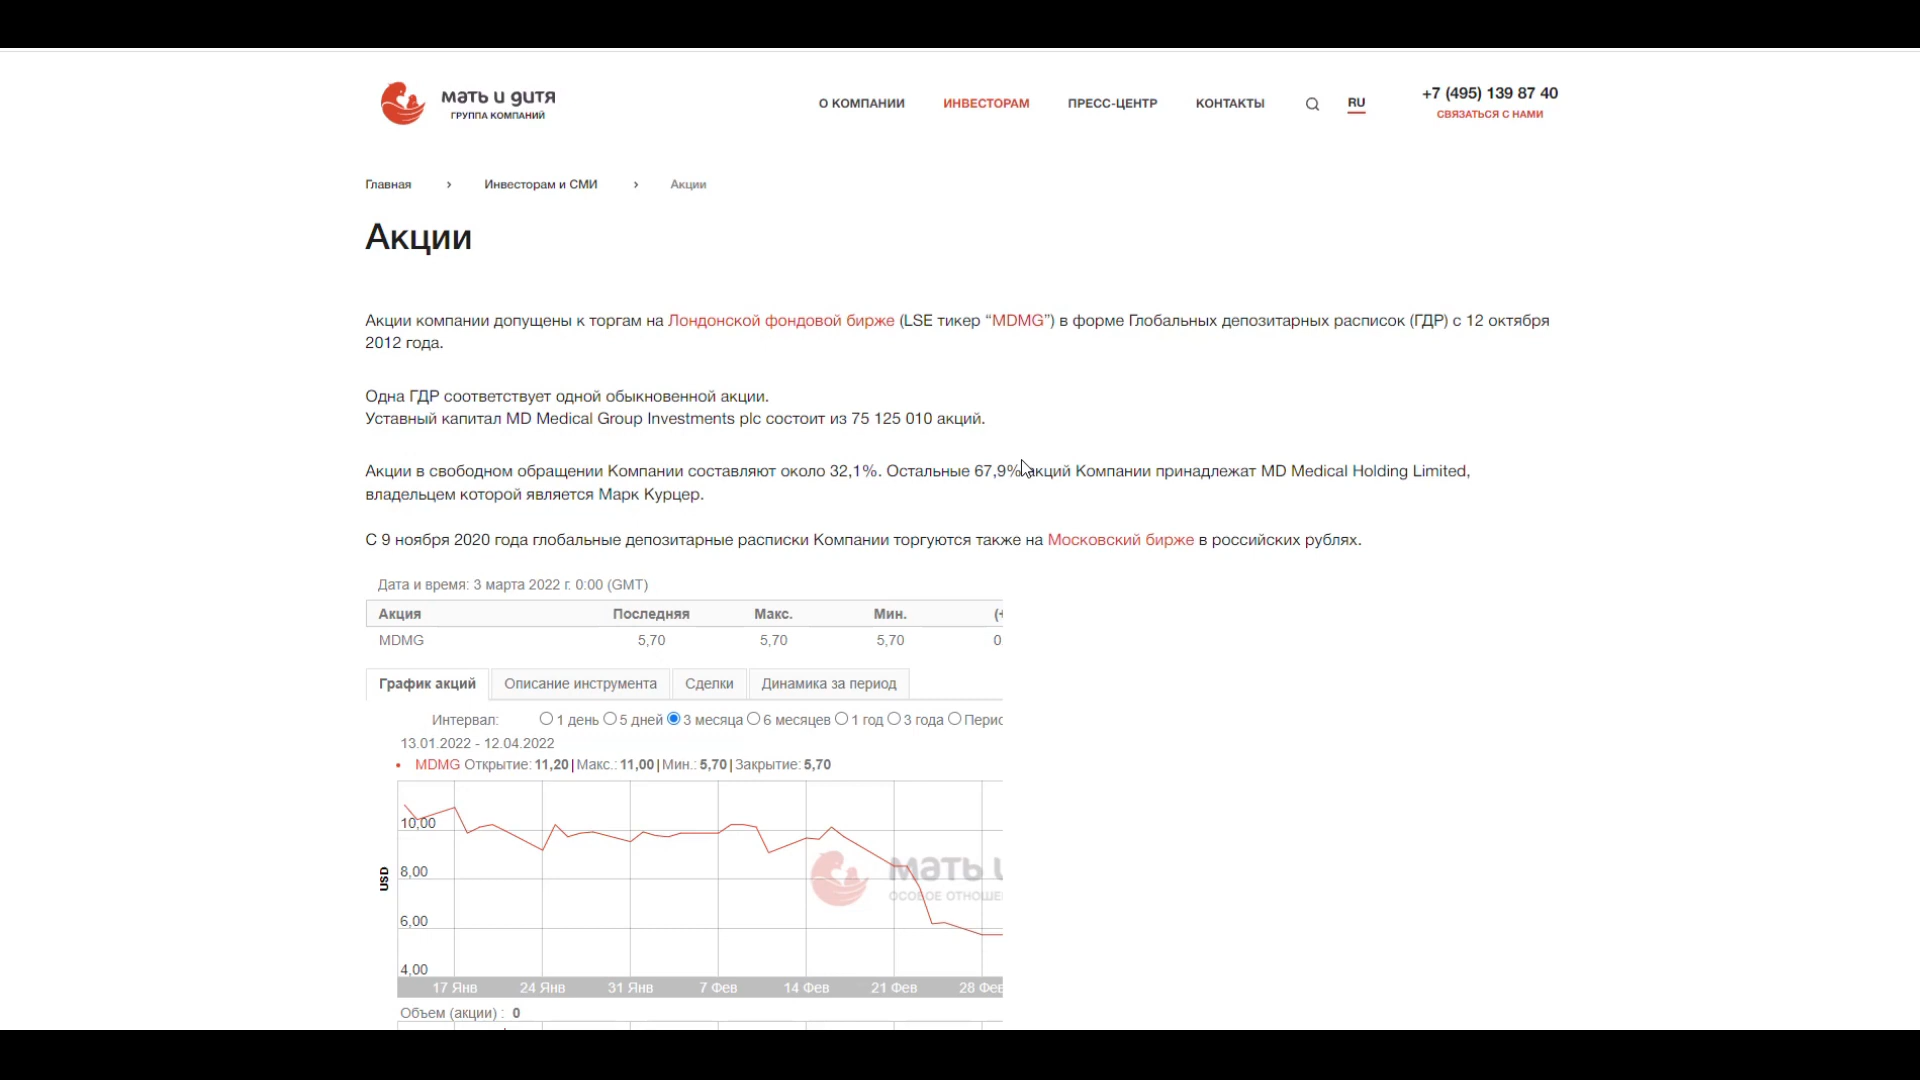 мать и дитя
ГРУППА КОМПАНИЙ
О КОМПАНИИ
ИНВЕСТОРАМ
ПРЕСС-ЦЕНТР
КОНТАКТЫ
RU
+7 (495) 139 87 40
СВЯЗАТЬСЯ С НАМИ
Главная › Инвесторам и СМИ › Акции
Акции
Акции компании допущены к торгам на Лондонской фондовой бирже (LSE тикер “MDMG”) в форме Глобальных депозитарных расписок (ГДР) с 12 октября
2012 года.
Одна ГДР соответствует одной обыкновенной акции.
Уставный капитал MD Medical Group Investments plc состоит из 75 125 010 акций.
Акции в свободном обращении Компании составляют около 32,1%. Остальные 67,9% акций Компании принадлежат MD Medical Holding Limited,
владельцем которой является Марк Курцер.
С 9 ноября 2020 года глобальные депозитарные расписки Компании торгуются также на Московский бирже в российских рублях.
Дата и время: 3 марта 2022 г. 0:00 (GMT)
Акция Последняя Макс. Мин. (+
MDMG 5,70 5,70 5,70 0
График акций Описание инструмента Сделки Динамика за период
Интервал: 1 день 5 дней 3 месяца 6 месяцев 1 год 3 года Перио
13.01.2022 - 12.04.2022
MDMG Открытие: 11,20 | Макс.: 11,00 | Мин.: 5,70 | Закрытие: 5,70
10,00
8,00
6,00
4,00
USD
мать и
ОСОБОЕ ОТНОШЕ
17 Янв 24 Янв 31 Янв 7 Фев 14 Фев 21 Фев 28 Фев
Объем (акции) : 0